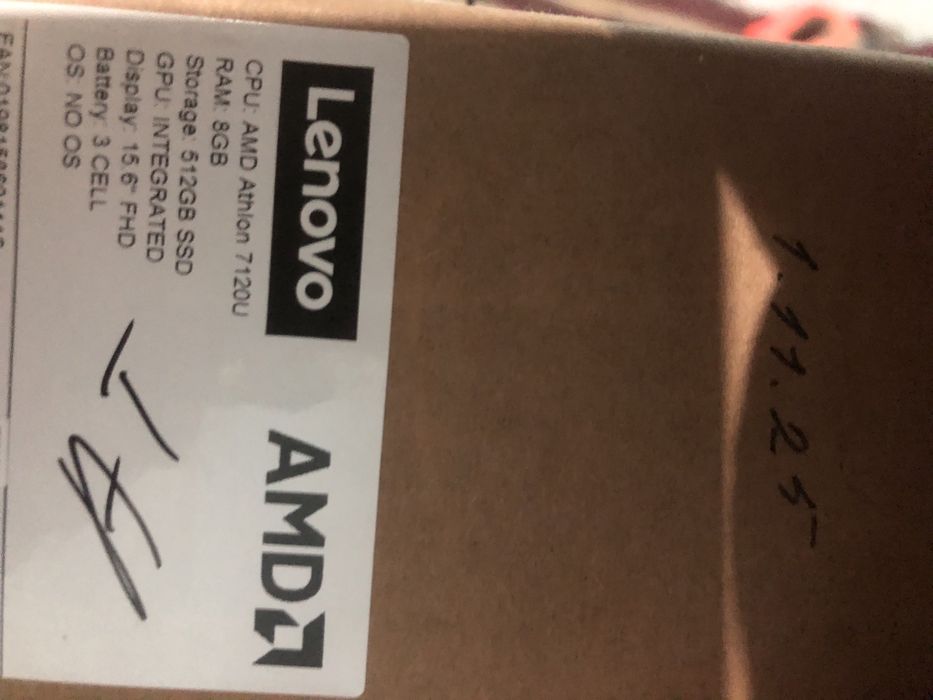 1.11.25
Lenovo
AMD
CPU: AMD Athlon 7120U
RAM: 8GB
Storage: 512GB SSD
GPU: INTEGRATED
Display: 15.6" FHD
Battery: 3 CELL
OS: NO OS